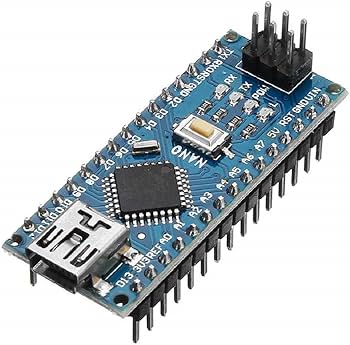 TX1 RX0 RST GND D2 D3 D4 D5 D6 D7 D8 D9 D10 D11 D12
RX TX POW L
NANO
D13 3V3 REF A0 A1 A2 A3 A4 A5 A6 A7 5V RST GND VIN